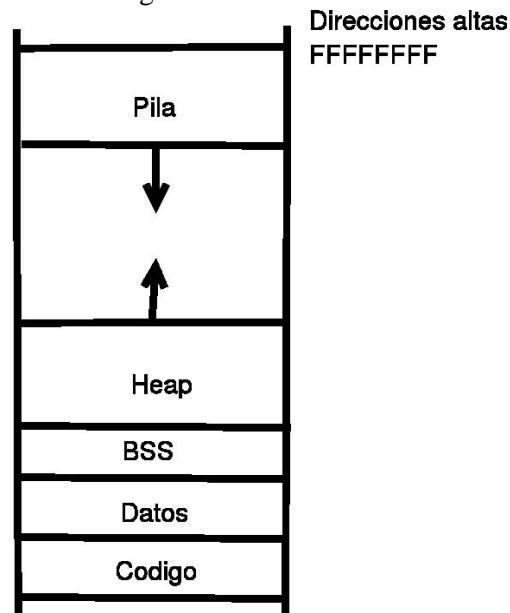 Direcciones altas
FFFFFFFF
Pila
Heap
BSS
Datos
Codigo